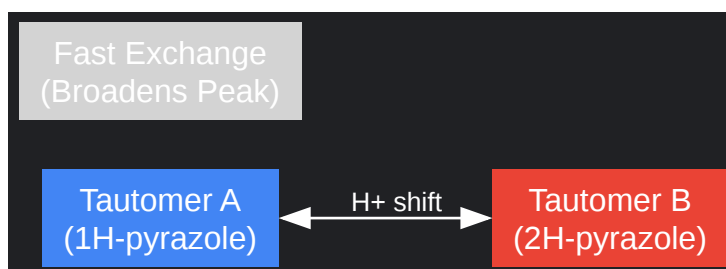 Fast Exchange
(Broadens Peak)
Tautomer A
(1H-pyrazole)
H+ shift
Tautomer B
(2H-pyrazole)